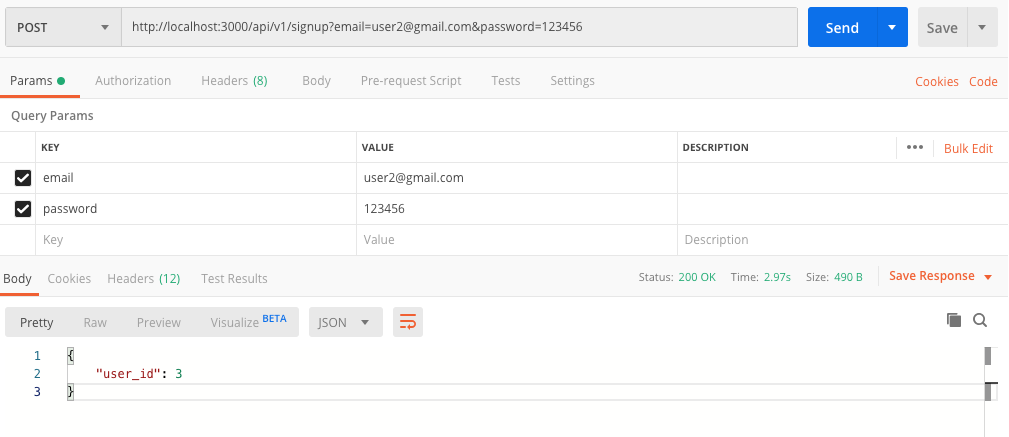 POST http://localhost:3000/api/v1/signup?email=user2@gmail.com&password=123456 Send Save
Params Authorization Headers (8) Body Pre-request Script Tests Settings Cookies Code
Query Params
KEY VALUE DESCRIPTION ••• Bulk Edit
email user2@gmail.com
password 123456
Key Value Description
Body Cookies Headers (12) Test Results Status: 200 OK Time: 2.97s Size: 490 B Save Response
Pretty Raw Preview Visualize BETA JSON
1 {
2 "user_id": 3
3 }